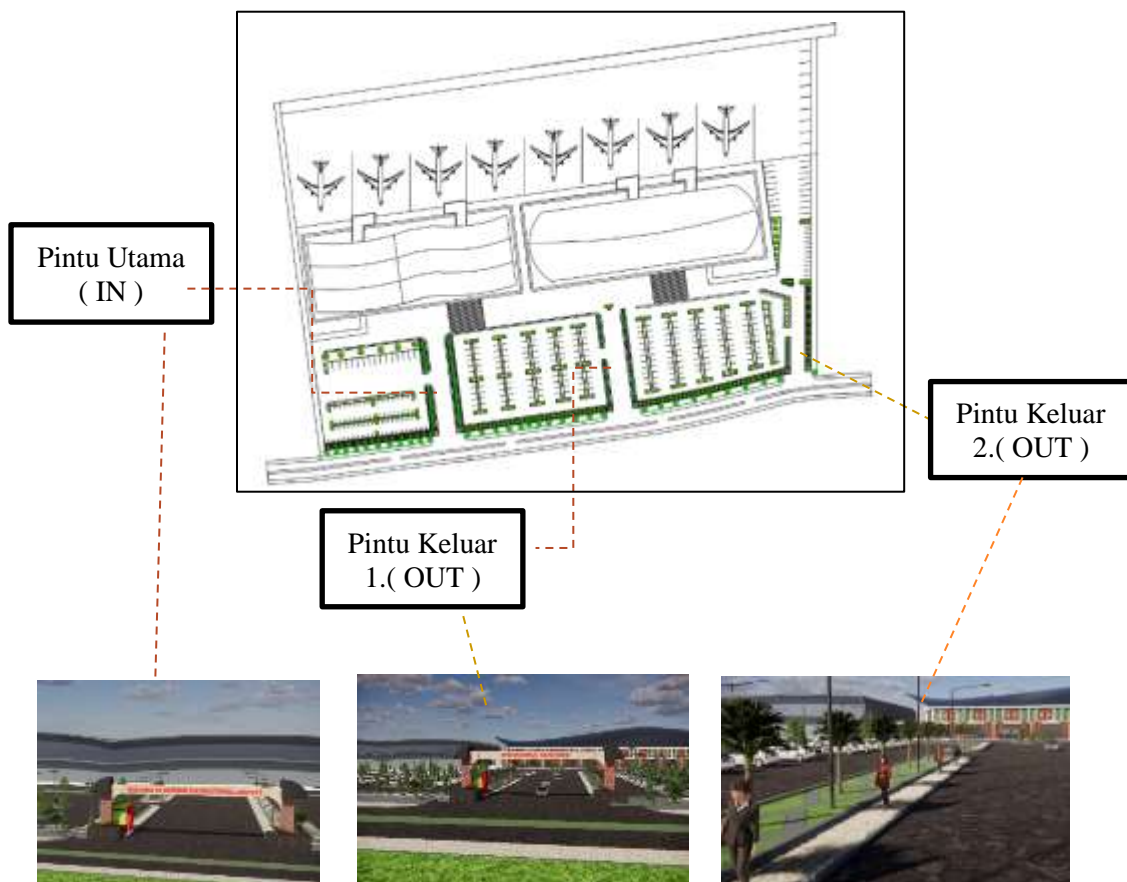 Pintu Utama
( IN )
Pintu Keluar
2.( OUT )
Pintu Keluar
1.( OUT )